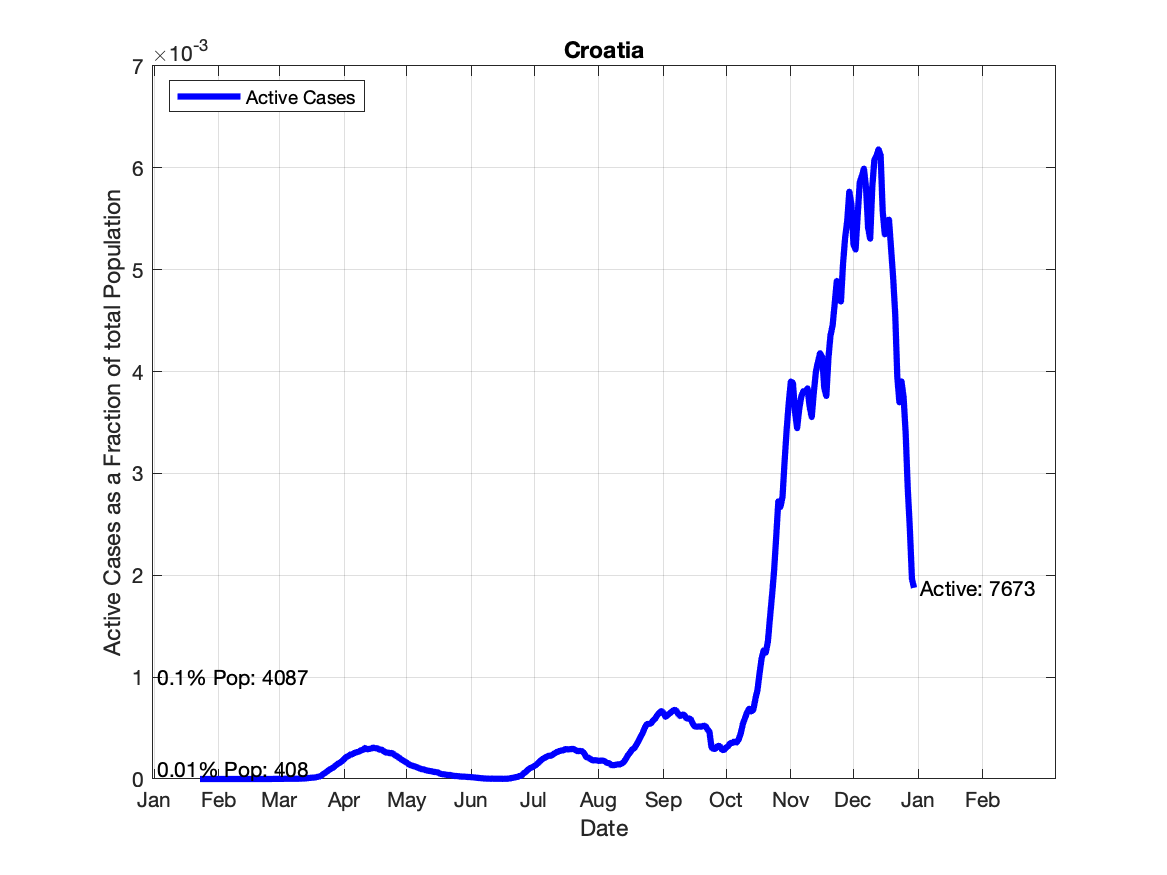 Croatia
×10-3
7
Active Cases
6
5
4
3
2
1
0
Active Cases as a Fraction of total Population
Active: 7673
0.1% Pop: 4087
0.01% Pop: 408
Jan Feb Mar Apr May Jun Jul Aug Sep Oct Nov Dec Jan Feb
Date